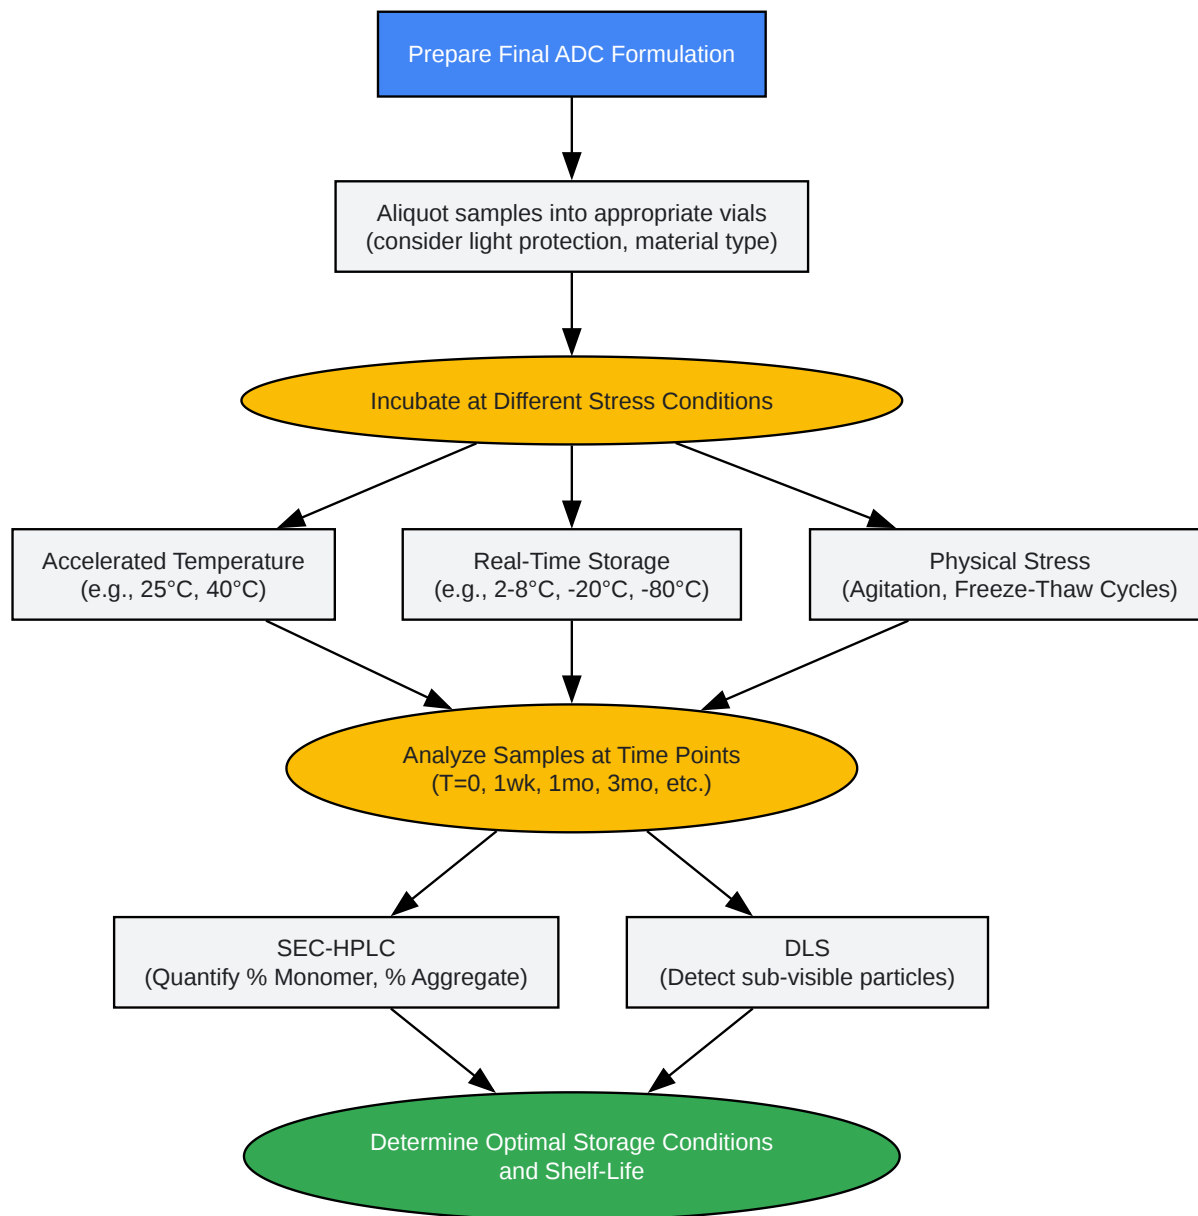 Prepare Final ADC Formulation
Aliquot samples into appropriate vials
(consider light protection, material type)
Incubate at Different Stress Conditions
Accelerated Temperature
(e.g., 25°C, 40°C)
Real-Time Storage
(e.g., 2-8°C, -20°C, -80°C)
Physical Stress
(Agitation, Freeze-Thaw Cycles)
Analyze Samples at Time Points
(T=0, 1wk, 1mo, 3mo, etc.)
SEC-HPLC
(Quantify % Monomer, % Aggregate)
DLS
(Detect sub-visible particles)
Determine Optimal Storage Conditions
and Shelf-Life